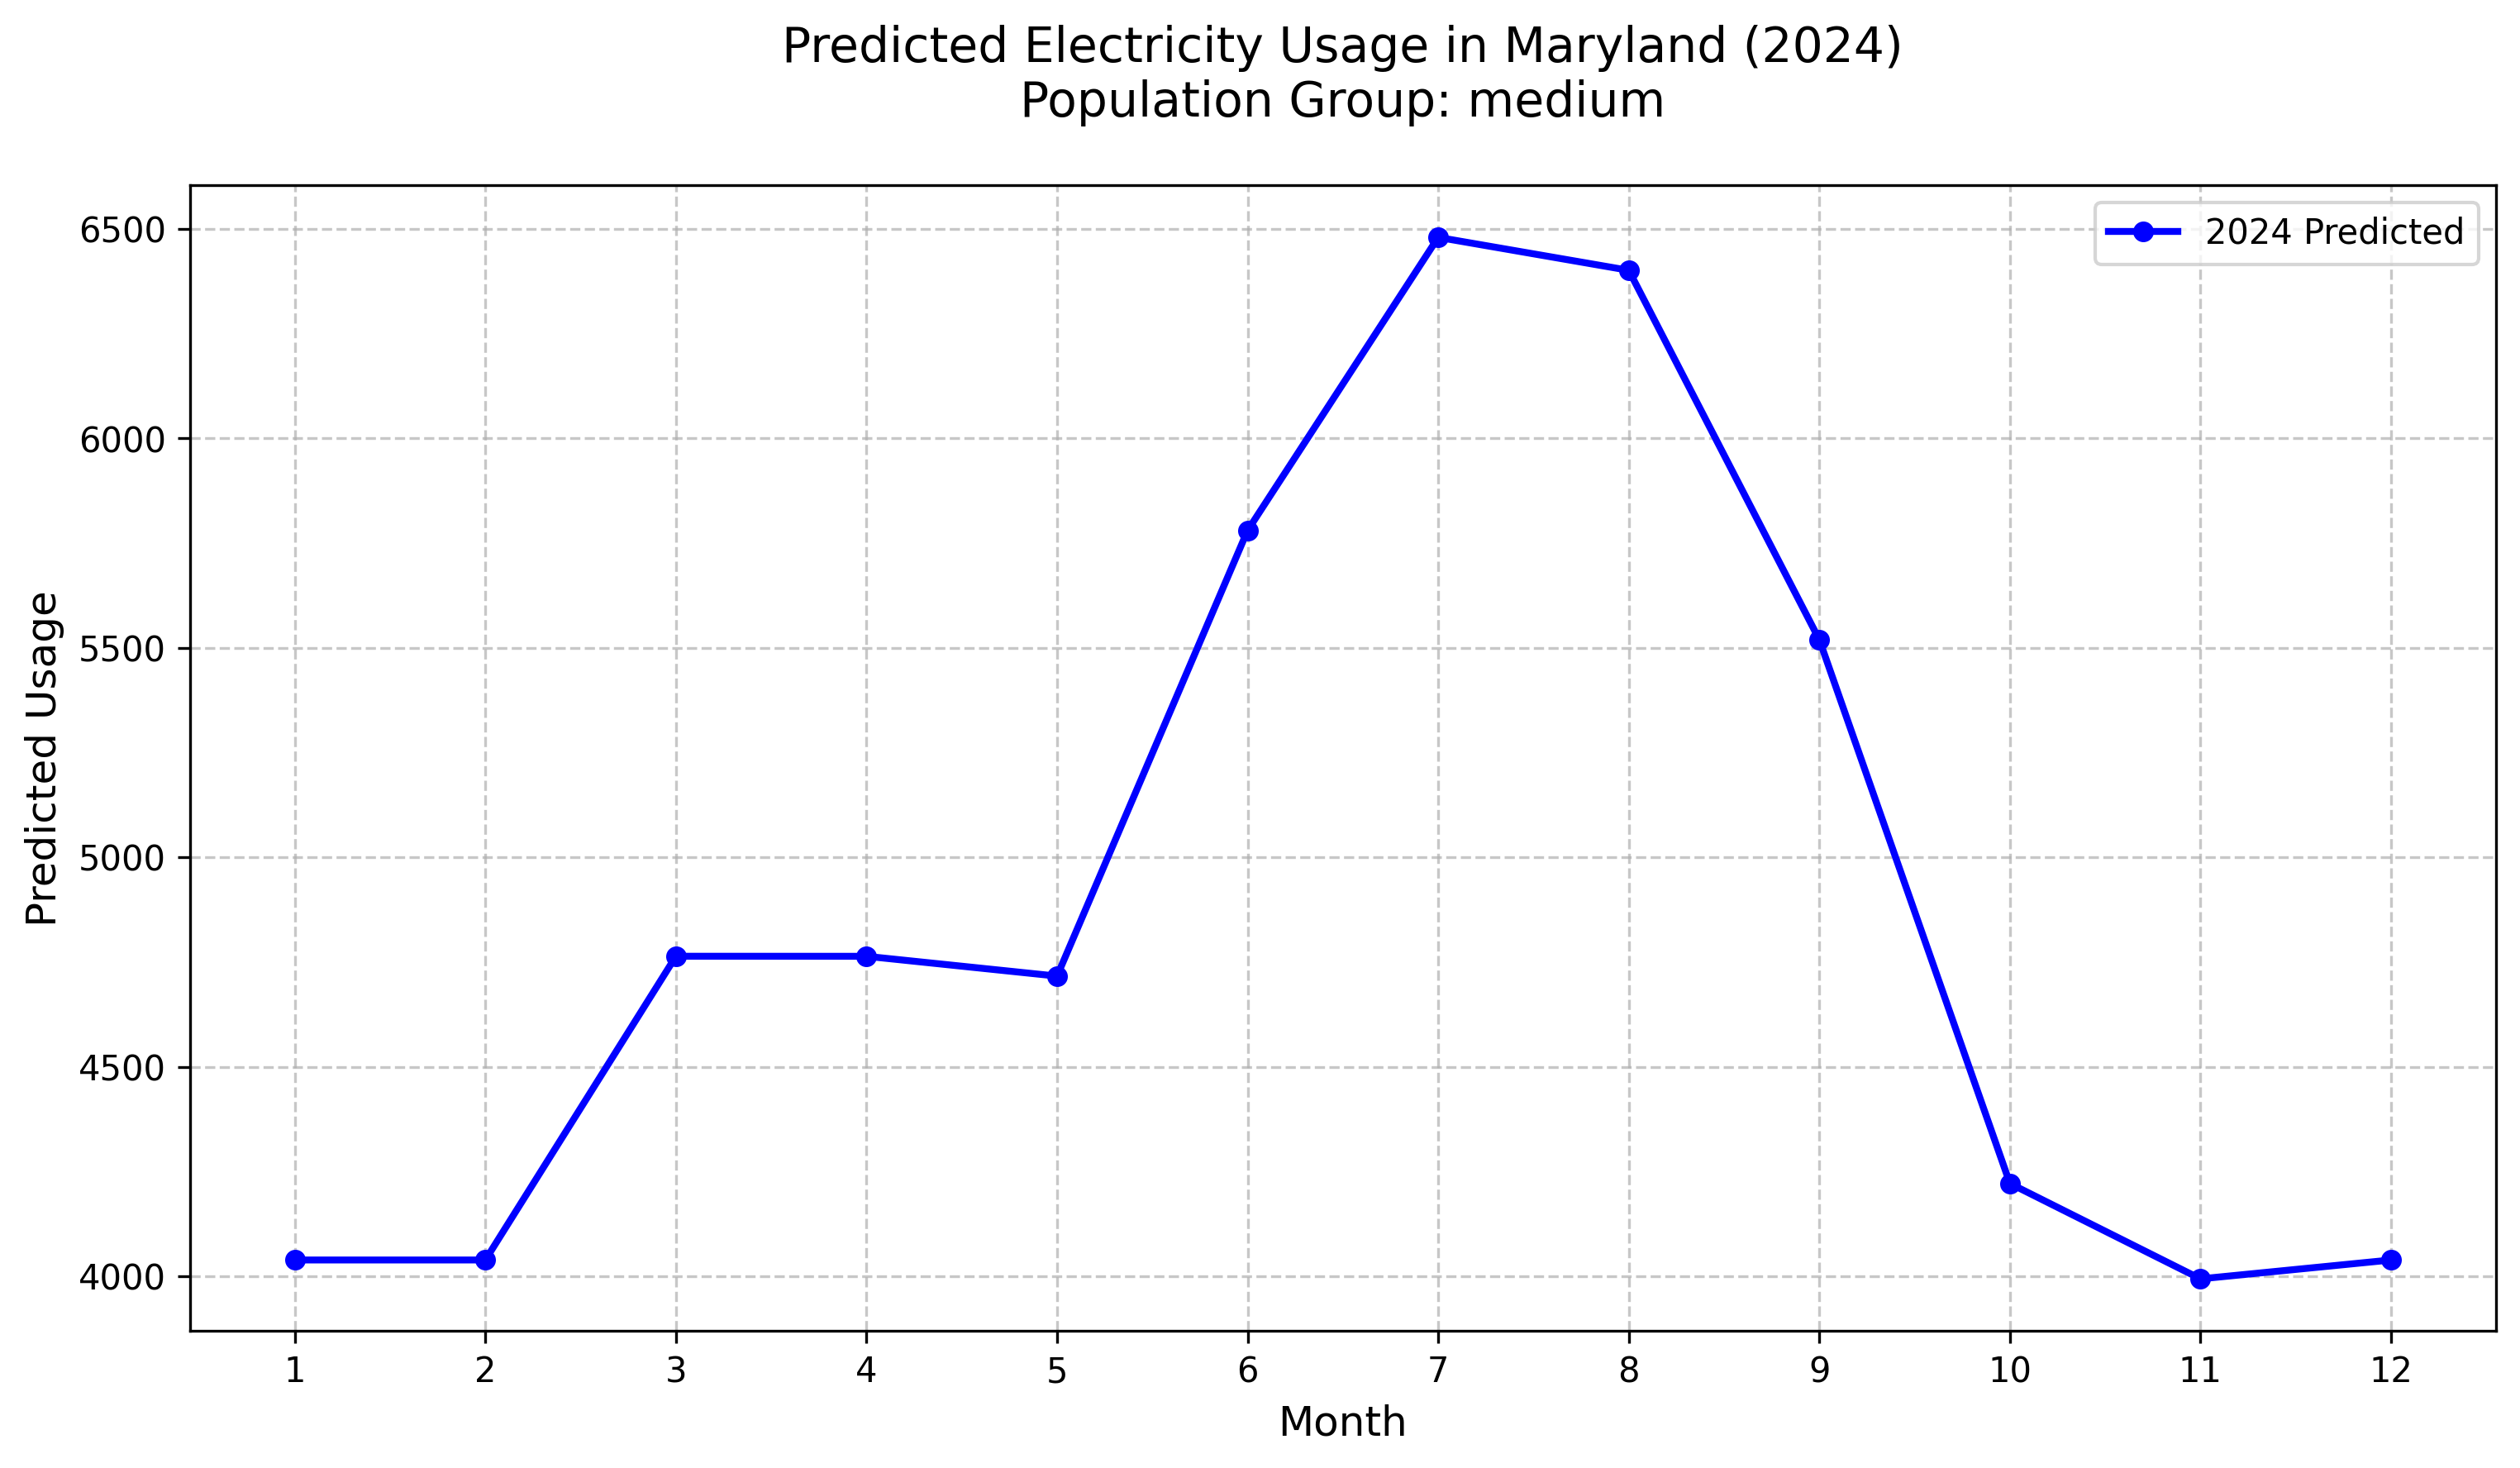 Predicted Electricity Usage in Maryland (2024)
Population Group: medium
2024 Predicted
6500
6000
5500
5000
4500
4000
Predicted Usage
1 2 3 4 5 6 7 8 9 10 11 12
Month